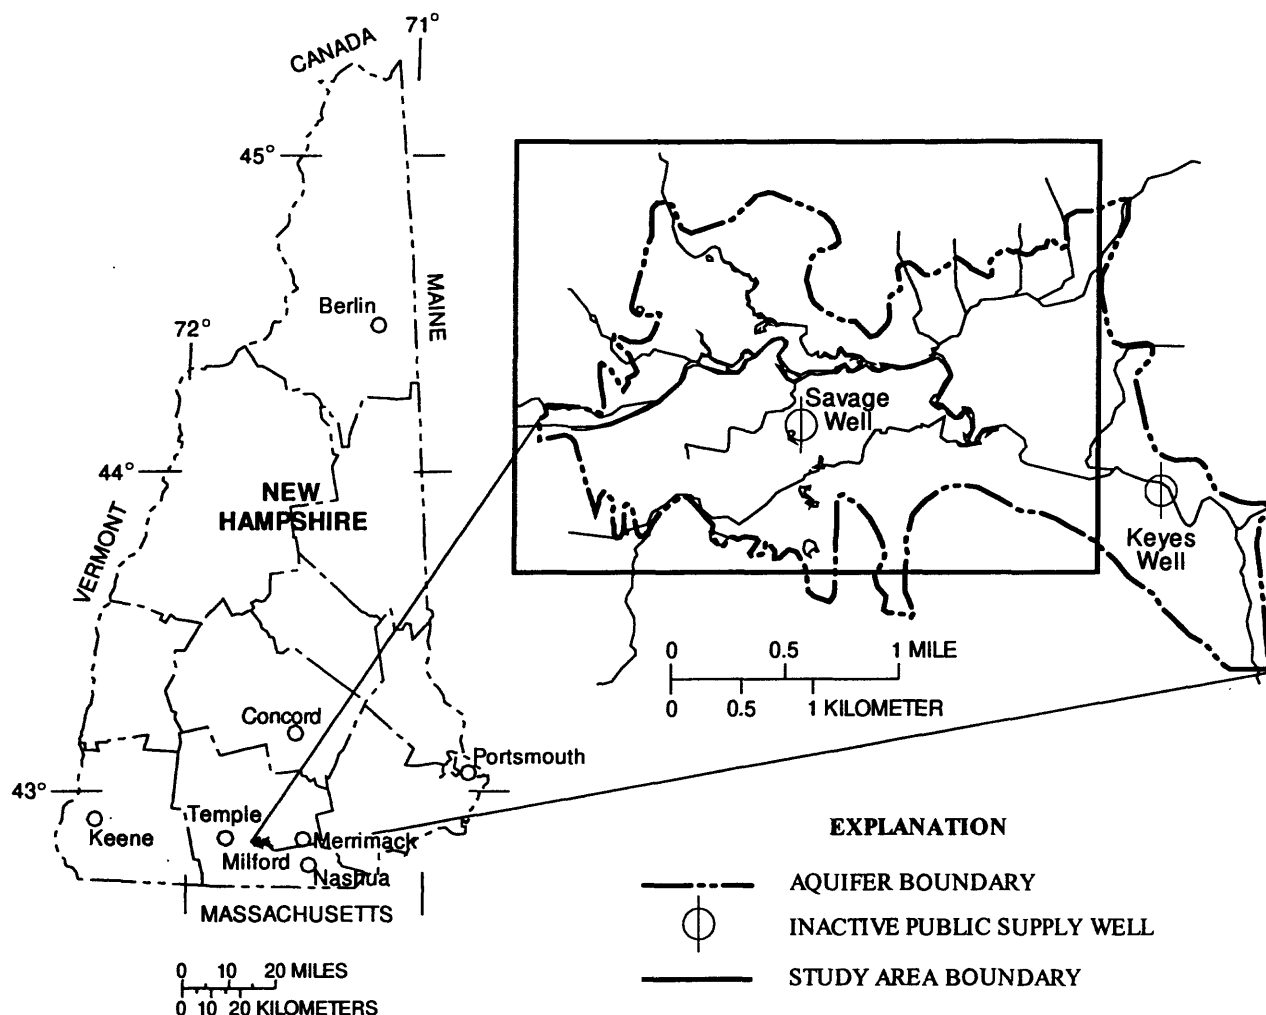 71°
CANADA
45°
MAINE
Berlin
72°
44°
NEW
HAMPSHIRE
VERMONT
Concord
Portsmouth
43°
Keene
Temple
Milford
Merrimack
Nashua
MASSACHUSETTS
0 10 20 MILES
0 10 20 KILOMETERS
Savage
Well
Keyes
Well
0 0.5 1 MILE
0 0.5 1 KILOMETER
EXPLANATION
AQUIFER BOUNDARY
INACTIVE PUBLIC SUPPLY WELL
STUDY AREA BOUNDARY